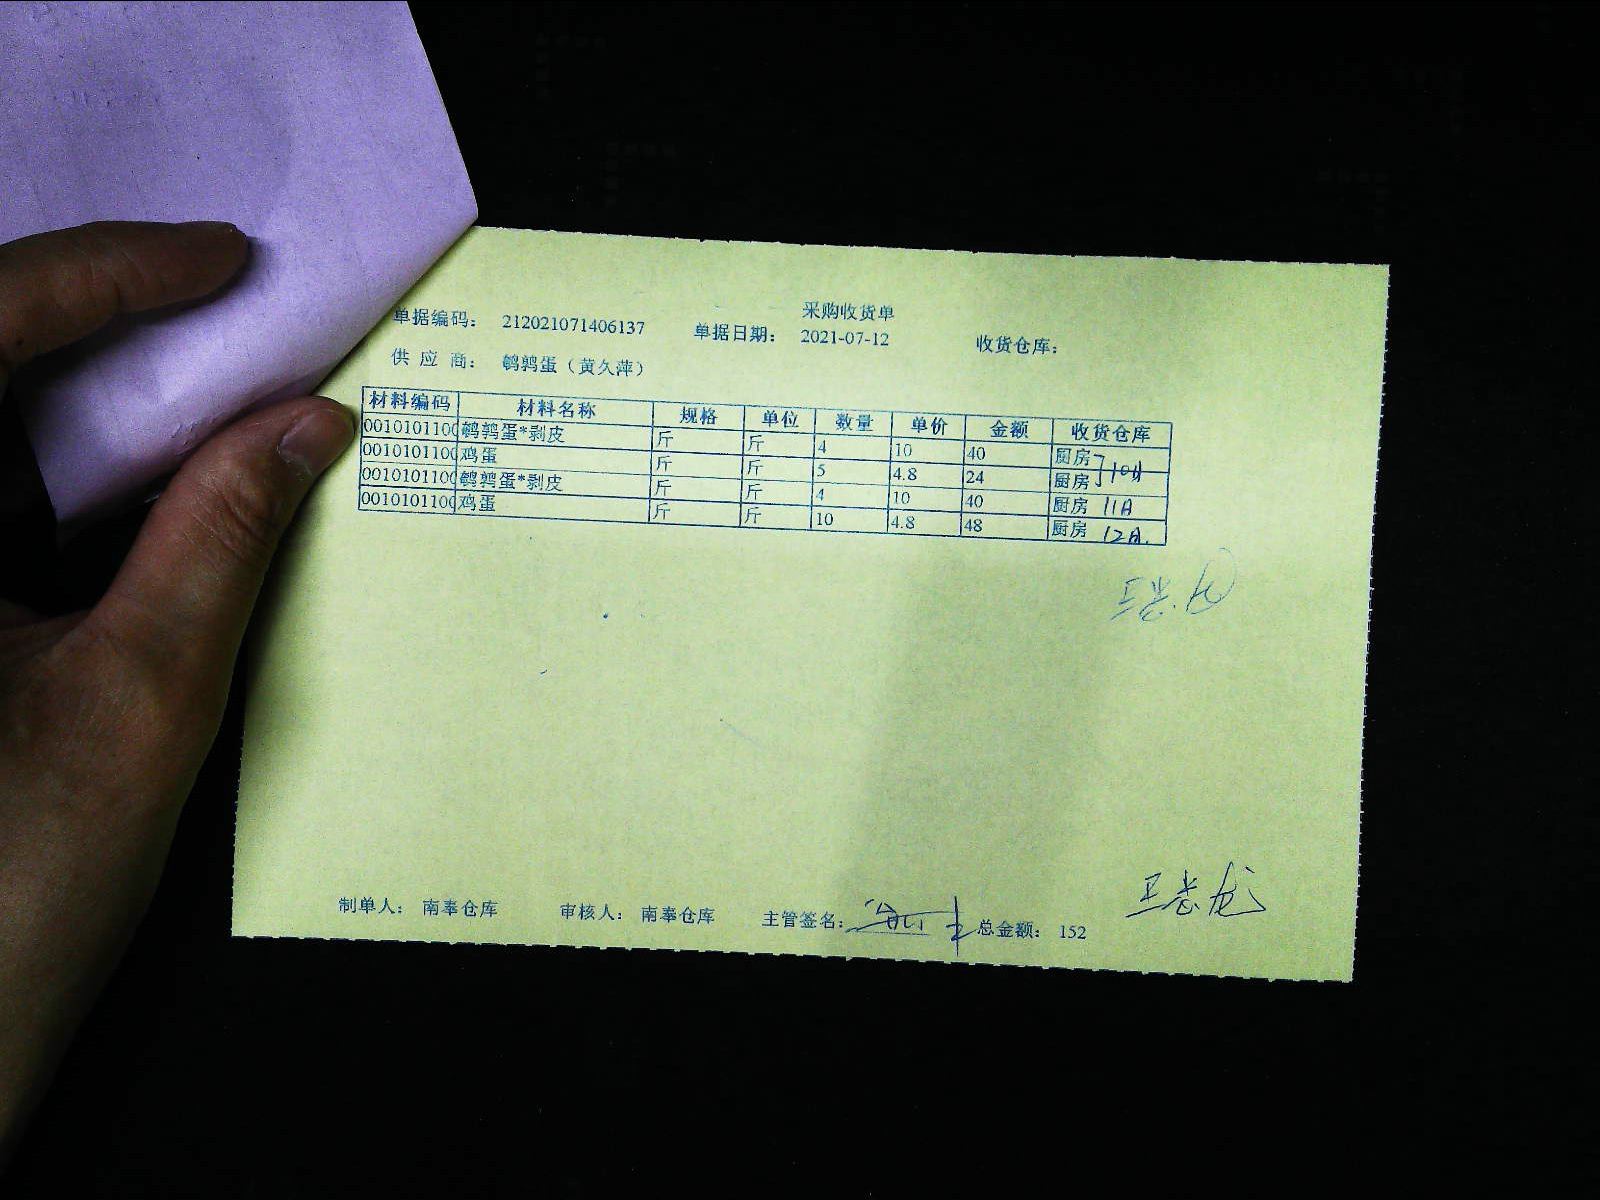 采购收货单
单据编码: 212021071406137 单据日期: 2021-07-12 收货仓库:
供 应 商: 鹌鹑蛋（黄久萍）
材料编码 材料名称 规格 单位 数量 单价 金额 收货仓库
0010101100 鹌鹑蛋*剥皮 斤 斤 4 10 40 厨房
0010101100 鸡蛋 斤 斤 5 4.8 24 厨房 10日
0010101100 鹌鹑蛋*剥皮 斤 斤 4 10 40 厨房 11日
0010101100 鸡蛋 斤 斤 10 4.8 48 厨房 12日.
制单人: 南奉仓库 审核人: 南奉仓库 主管签名: 总金额: 152